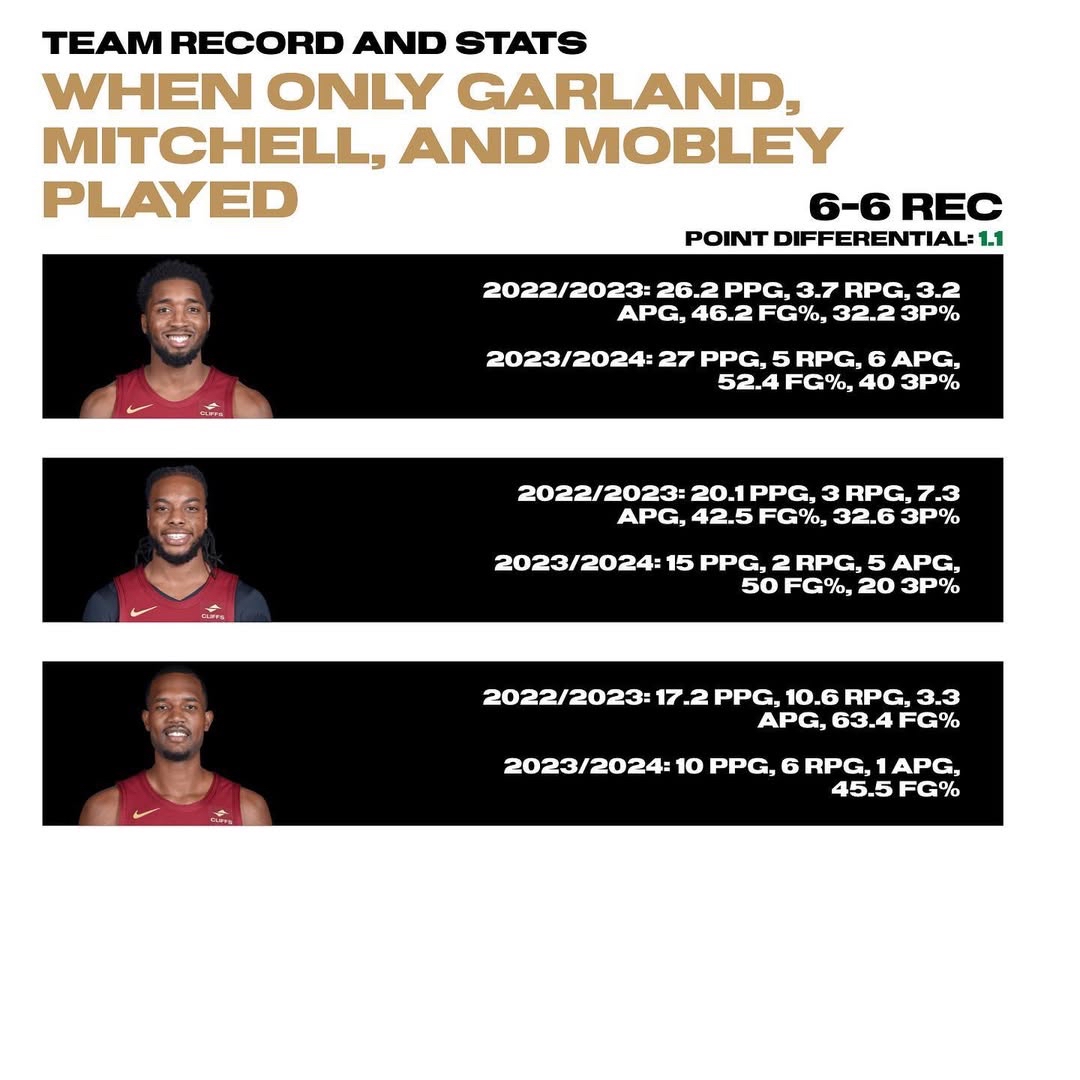 TEAM RECORD AND STATS
WHEN ONLY GARLAND,
MITCHELL, AND MOBLEY
PLAYED
6-6 REC
POINT DIFFERENTIAL: 1.1
2022/2023: 26.2 PPG, 3.7 RPG, 3.2
APG, 46.2 FG%, 32.2 3P%
2023/2024: 27 PPG, 5 RPG, 6 APG,
52.4 FG%, 40 3P%
CLIFFS
2022/2023: 20.1 PPG, 3 RPG, 7.3
APG, 42.5 FG%, 32.6 3P%
2023/2024: 15 PPG, 2 RPG, 5 APG,
50 FG%, 20 3P%
CLIFFS
2022/2023: 17.2 PPG, 10.6 RPG, 3.3
APG, 63.4 FG%
2023/2024: 10 PPG, 6 RPG, 1 APG,
45.5 FG%
CLIFFS